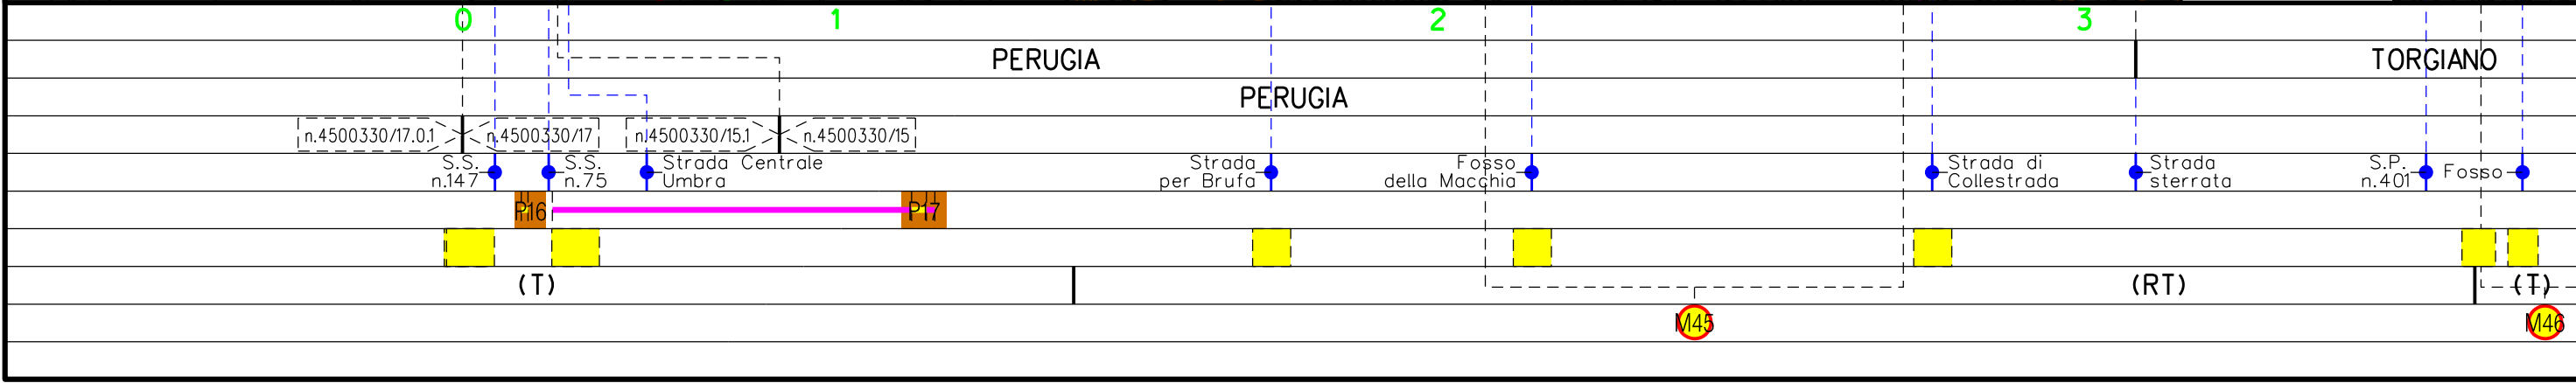 0 1 2 3
PERUGIA TORGIANO
PERUGIA
n.4500330/17.0.1 n.4500330/17 n.4500330/15.1 n.4500330/15
S.S. S.S. Strada Centrale Strada Fosso Strada di Strada S.P. Fosso
n.147 n.75 Umbra per Brufa della Macchia Collestrada sterrata n.401
P16 P17
(T) (RT) (T)
M45 M46